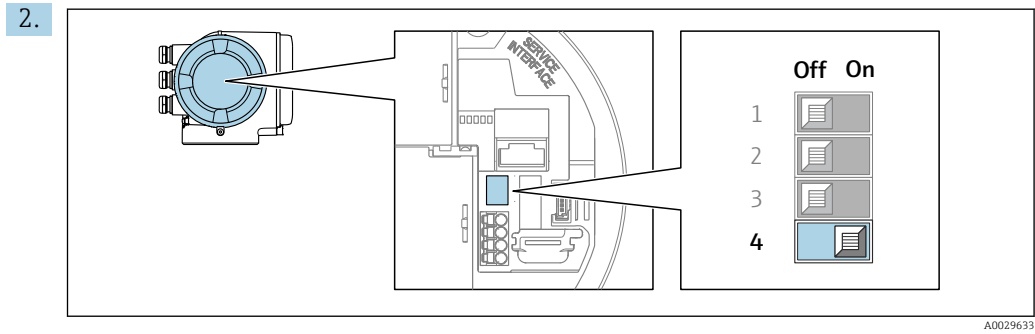 2.
SERVICE
INTERFACE
Off On
1
2
3
4
A0029633